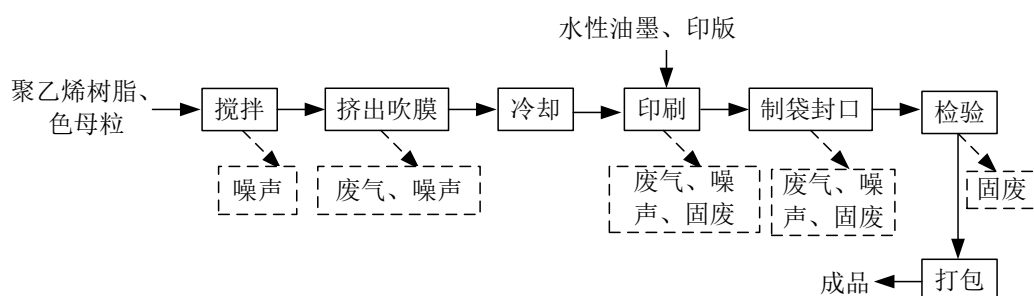 水性油墨、印版
聚乙烯树脂、
色母粒
搅拌
挤出吹膜
冷却
印刷
制袋封口
检验
噪声
废气、噪声
废气、噪
声、固废
废气、噪
声、固废
固废
成品
打包